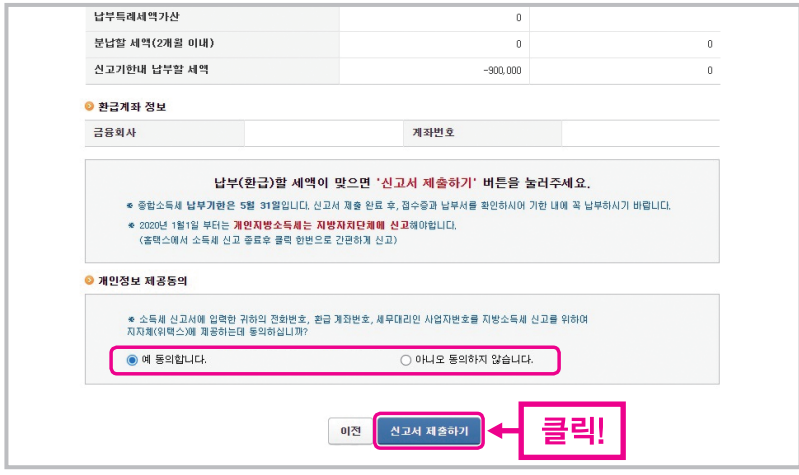 납부특례세액가산 0
분납할 세액(2개월 이내) 0 0
신고기한내 납부할 세액 -900,000 0
환급계좌 정보
금융회사 계좌번호
납부(환급)할 세액이 맞으면 '신고서 제출하기' 버튼을 눌러주세요.
* 종합소득세 납부기한은 5월 31일입니다. 신고서 제출 완료 후, 접수증과 납부서를 확인하시어 기한 내에 꼭 납부하시기 바랍니다.
* 2020년 1월1일 부터는 개인지방소득세는 지방자치단체에 신고해야합니다.
(홈택스에서 소득세 신고 종료후 클릭 한번으로 간편하게 신고)
개인정보 제공동의
* 소득세 신고서에 입력한 귀하의 전화번호, 환급 계좌번호, 세무대리인 사업자번호를 지방소득세 신고를 위하여
지자체(위택스)에 제공하는데 동의하십니까?
예 동의합니다. 아니오 동의하지 않습니다.
이전 신고서 제출하기 클릭!